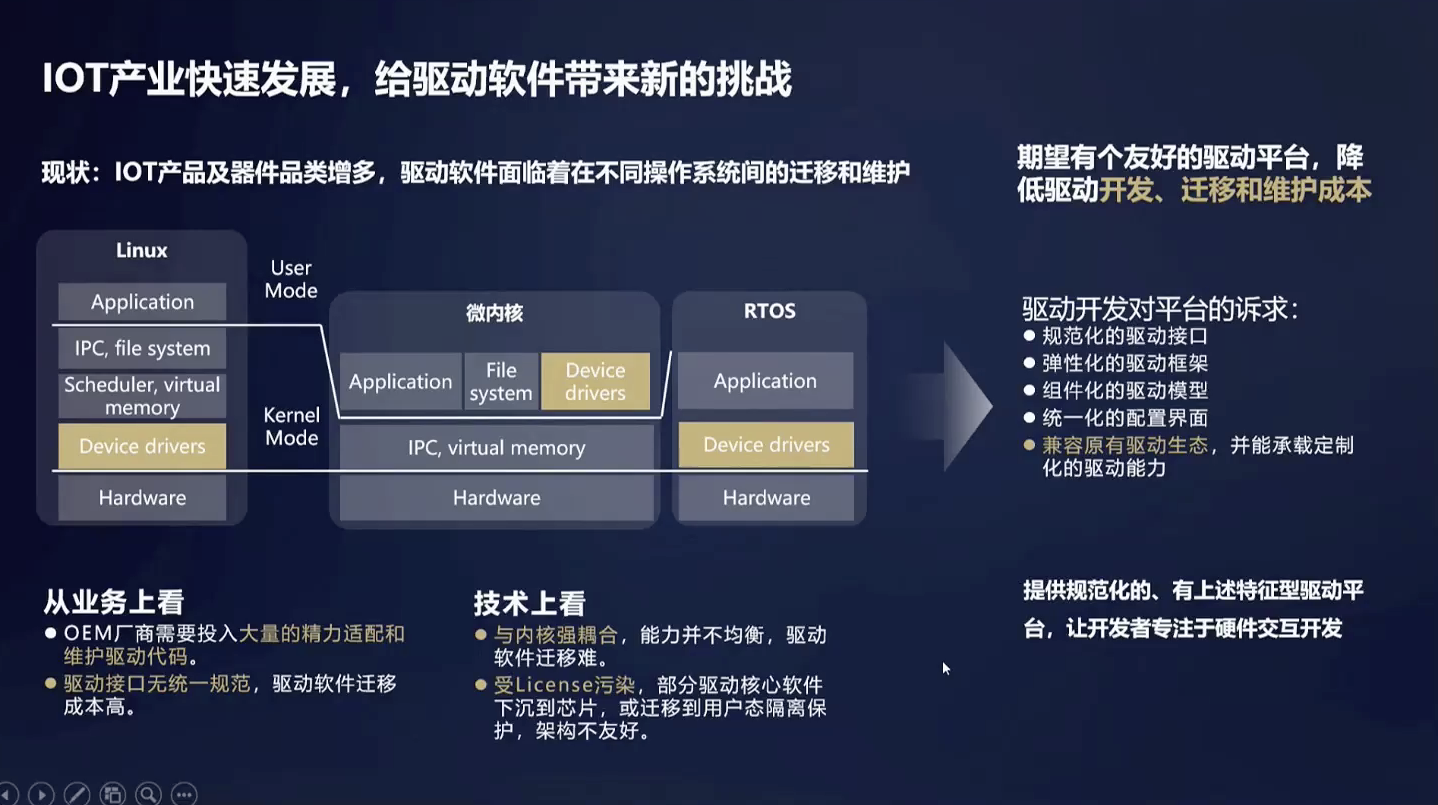 IOT产业快速发展，给驱动软件带来新的挑战
现状：IOT产品及器件品类增多，驱动软件面临着在不同操作系统间的迁移和维护
Linux
Application
IPC, file system
Scheduler, virtual
memory
Device drivers
Hardware
User
Mode
Kernel
Mode
微内核
Application
File
system
Device
drivers
IPC, virtual memory
Hardware
RTOS
Application
Device drivers
Hardware
从业务上看
OEM厂商需要投入大量的精力适配和
维护驱动代码。
驱动接口无统一规范，驱动软件迁移
成本高。
技术上看
与内核强耦合，能力并不均衡，驱动
软件迁移难。
受License污染，部分驱动核心软件
下沉到芯片，或迁移到用户态隔离保
护，架构不友好。
期望有个友好的驱动平台，降
低驱动开发、迁移和维护成本
驱动开发对平台的诉求：
规范化的驱动接口
弹性化的驱动框架
组件化的驱动模型
统一化的配置界面
兼容原有驱动生态，并能承载定制
化的驱动能力
提供规范化的、有上述特征型驱动平
台，让开发者专注于硬件交互开发